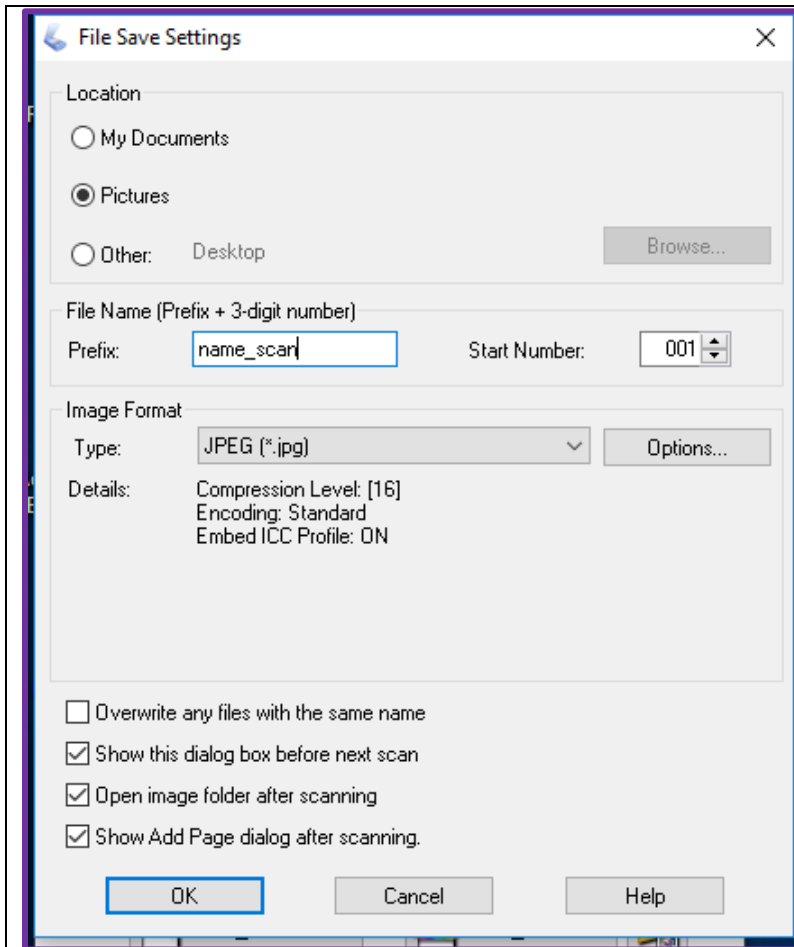 File Save Settings
Location
My Documents
Pictures
Other: Desktop Browse...
File Name (Prefix + 3-digit number)
Prefix: name_scan Start Number: 001
Image Format
Type: JPEG (*.jpg) Options...
Details: Compression Level: [16]
Encoding: Standard
Embed ICC Profile: ON
Overwrite any files with the same name
Show this dialog box before next scan
Open image folder after scanning
Show Add Page dialog after scanning.
OK Cancel Help